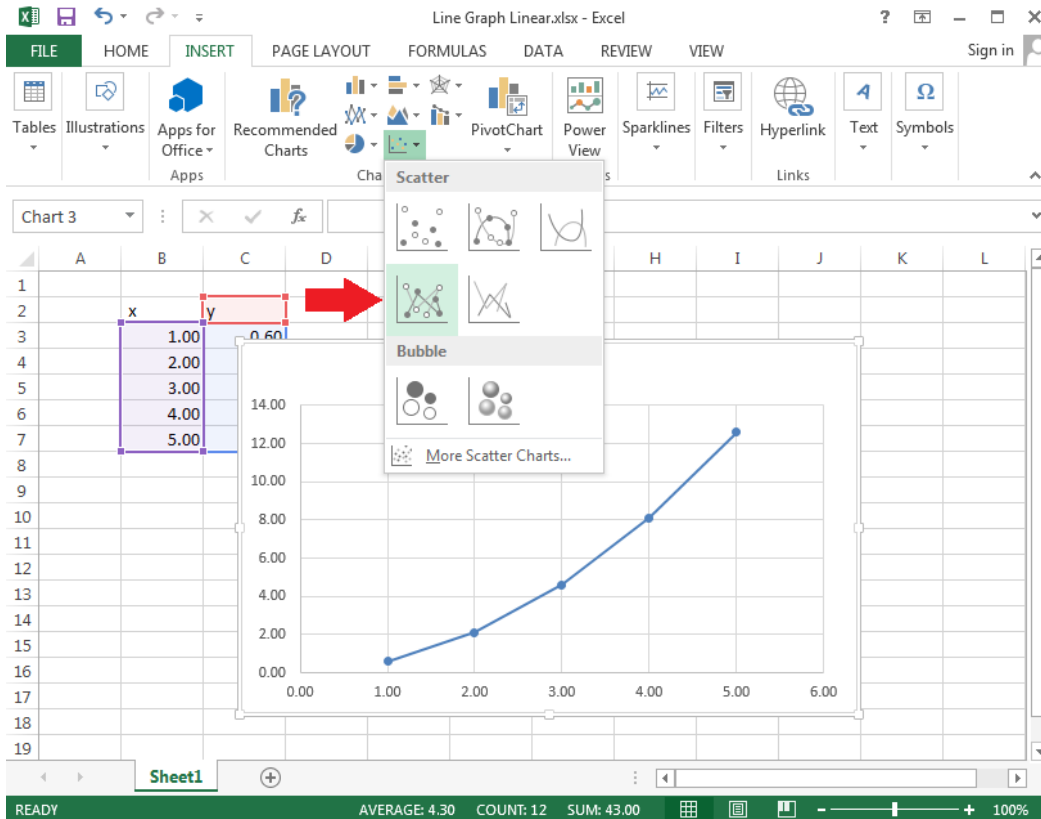 Line Graph Linear.xlsx - Excel
FILE HOME INSERT PAGE LAYOUT FORMULAS DATA REVIEW VIEW Sign in
Tables Illustrations Apps for Office Recommended Charts PivotChart Power View Sparklines Filters Hyperlink Text Symbols
Apps Cha s Links
Scatter
Chart 3 fx
A B C D H I J K L
1
2 x y
3 1.00 0.60
4 2.00
5 3.00
6 4.00
7 5.00
8
9
10
11
12
13
14
15
16
17
18
19
Bubble
More Scatter Charts...
14.00
12.00
10.00
8.00
6.00
4.00
2.00
0.00
0.00 1.00 2.00 3.00 4.00 5.00 6.00
Sheet1
READY AVERAGE: 4.30 COUNT: 12 SUM: 43.00 100%